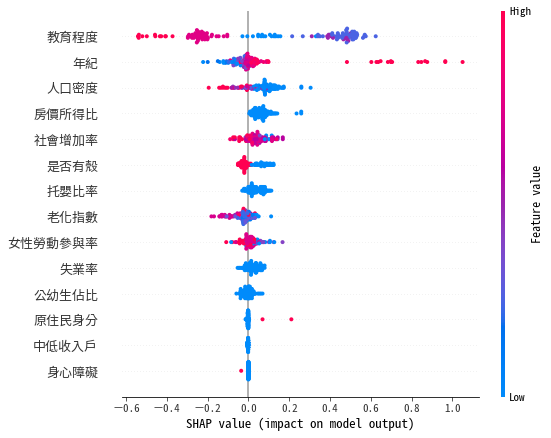 High
教育程度
年紀
人口密度
房價所得比
社會增加率
是否有殼
托嬰比率
老化指數
女性勞動參與率
失業率
公幼生佔比
原住民身分
中低收入戶
身心障礙
Feature value
Low
−0.6 −0.4 −0.2 0.0 0.2 0.4 0.6 0.8 1.0
SHAP value (impact on model output)